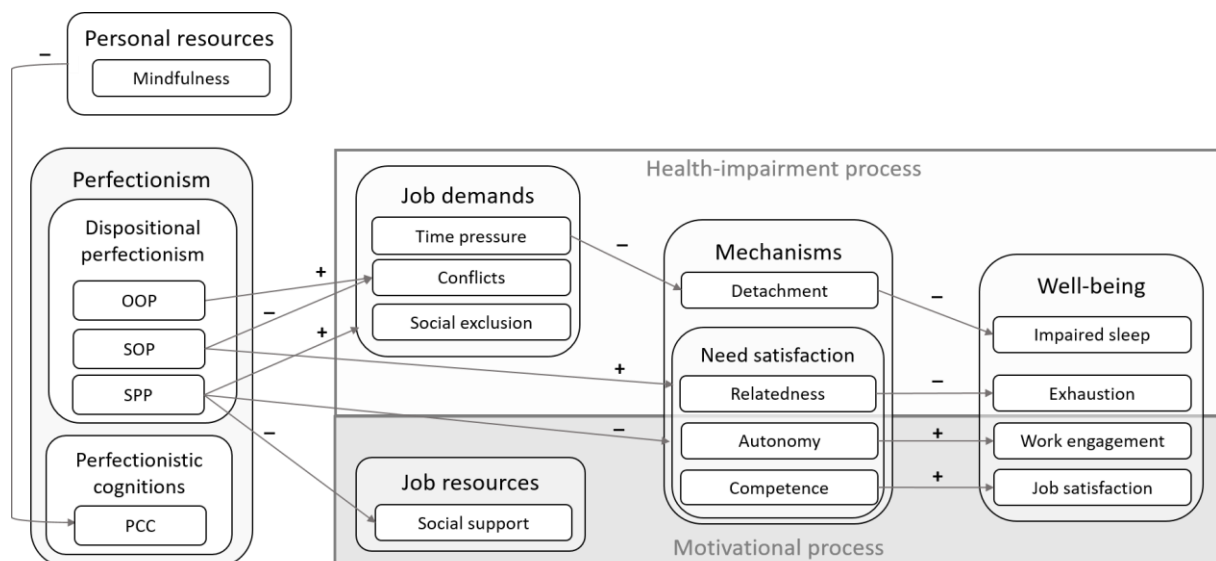 Personal resources
Mindfulness
–
Perfectionism
Dispositional
perfectionism
OOP
SOP
SPP
Perfectionistic
cognitions
PCC
Health-impairment process
Job demands
Time pressure
Conflicts
Social exclusion
+
–
+
–
+
–
–
Job resources
Social support
Mechanisms
Detachment
Need satisfaction
Relatedness
Autonomy
Competence
–
–
+
+
Well-being
Impaired sleep
Exhaustion
Work engagement
Job satisfaction
Motivational process